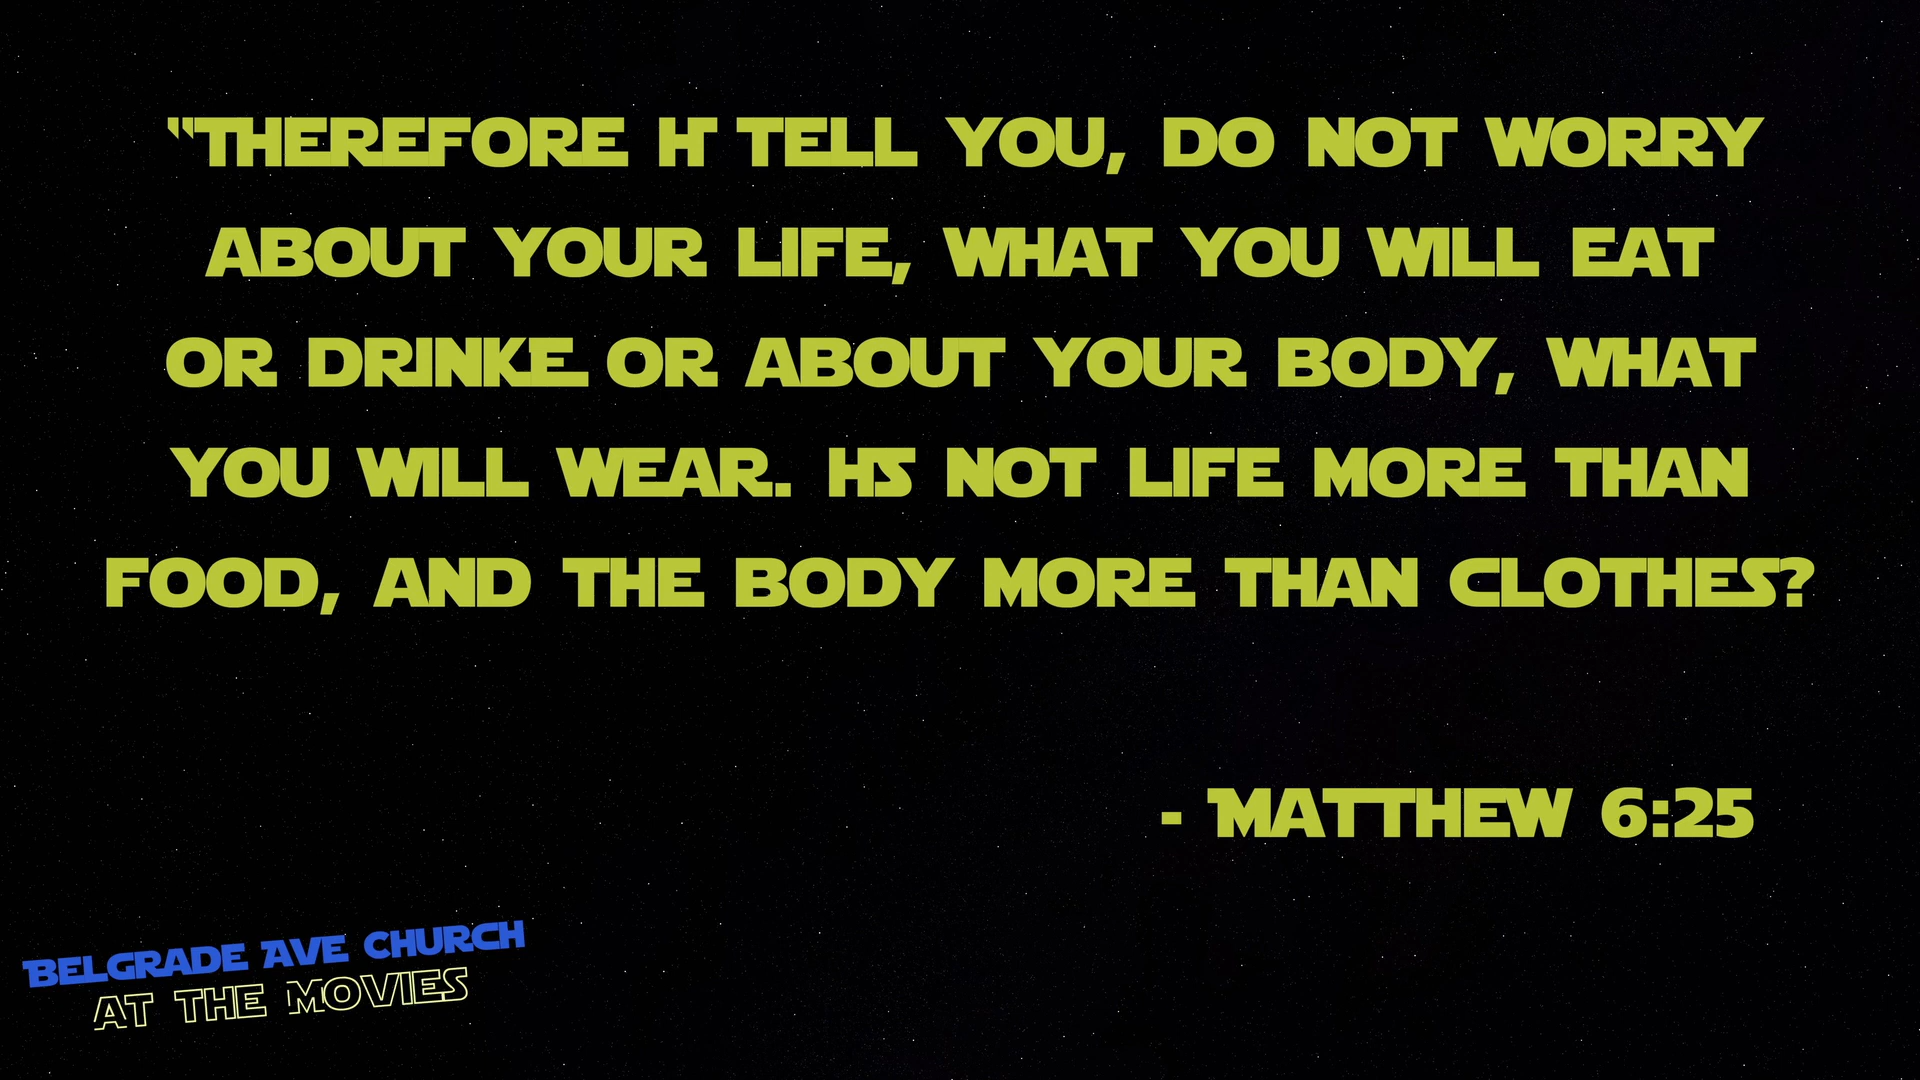 “THEREFORE H TELL YOU, DO NOT WORRY
ABOUT YOUR LIFE, WHAT YOU WILL EAT
OR DRINKE OR ABOUT YOUR BODY, WHAT
YOU WILL WEAR. HS NOT LIFE MORE THAN
FOOD, AND THE BODY MORE THAN CLOTHES?
- MATTHEW 6:25
BELGRADE AVE CHURCH
AT THE MOVIES